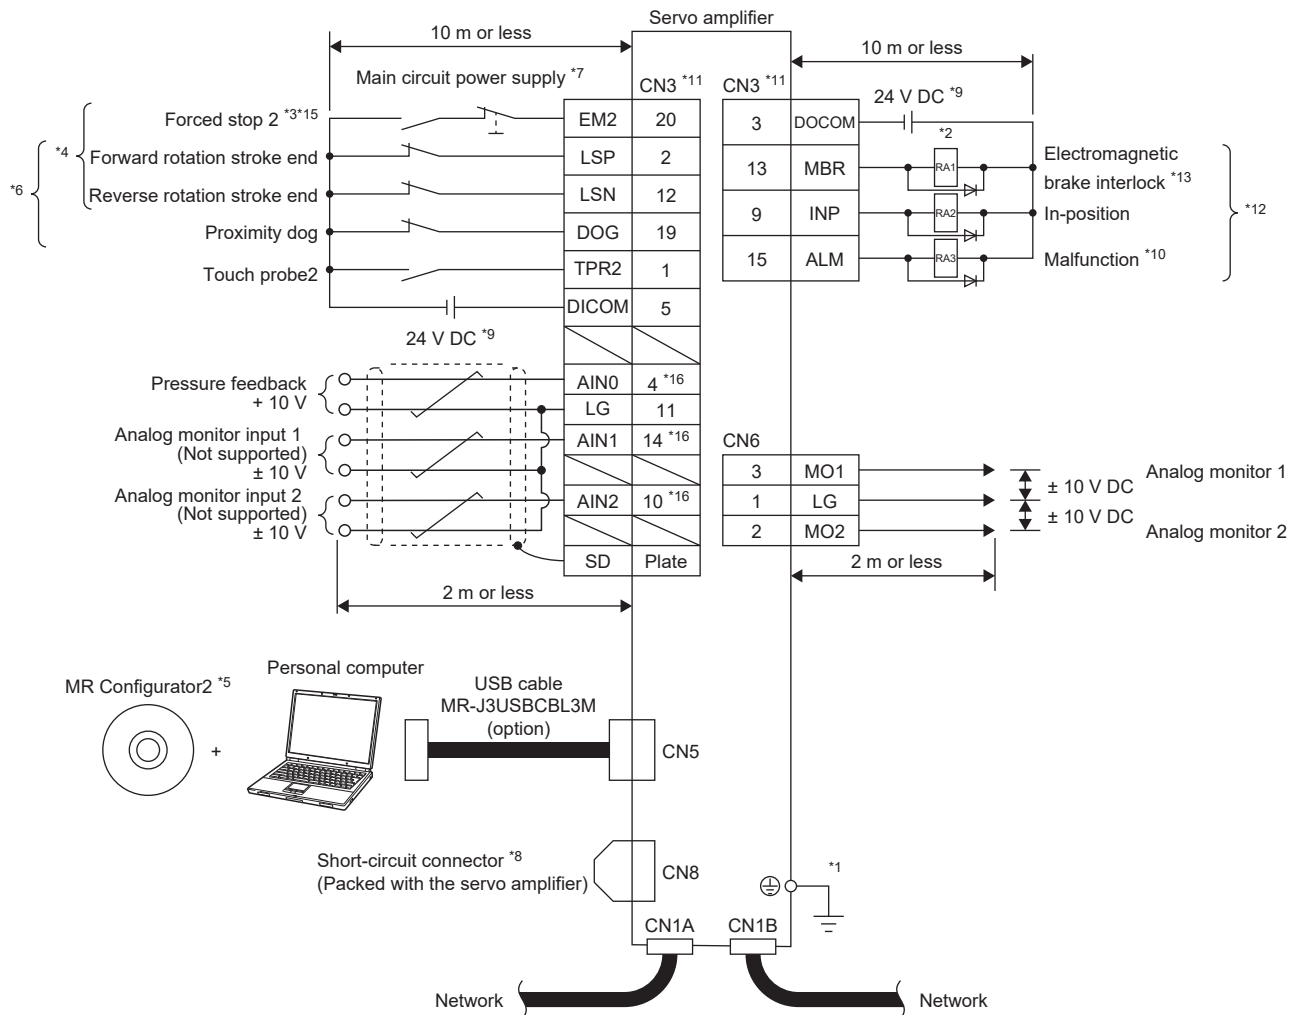 Servo amplifier
10 m or less
10 m or less
Main circuit power supply *7
CN3 *11
CN3 *11
24 V DC *9
Forced stop 2 *3*15
EM2 20
3 DOCOM
*2
*4
Forward rotation stroke end
LSP 2
13 MBR
RA1
Electromagnetic
brake interlock *13
*6
Reverse rotation stroke end
LSN 12
9 INP
RA2
In-position
*12
Proximity dog
DOG 19
15 ALM
RA3
Malfunction *10
Touch probe2
TPR2 1
DICOM 5
24 V DC *9
Pressure feedback
+ 10 V
AIN0 4 *16
LG 11
Analog monitor input 1
(Not supported)
± 10 V
AIN1 14 *16
CN6
3 MO1
Analog monitor 1
± 10 V DC
Analog monitor input 2
(Not supported)
± 10 V
AIN2 10 *16
1 LG
± 10 V DC
2 MO2
Analog monitor 2
SD Plate
2 m or less
2 m or less
Personal computer
MR Configurator2 *5
+
USB cable
MR-J3USBCBL3M
(option)
CN5
Short-circuit connector *8
(Packed with the servo amplifier)
CN8
*1
CN1A
CN1B
Network
Network